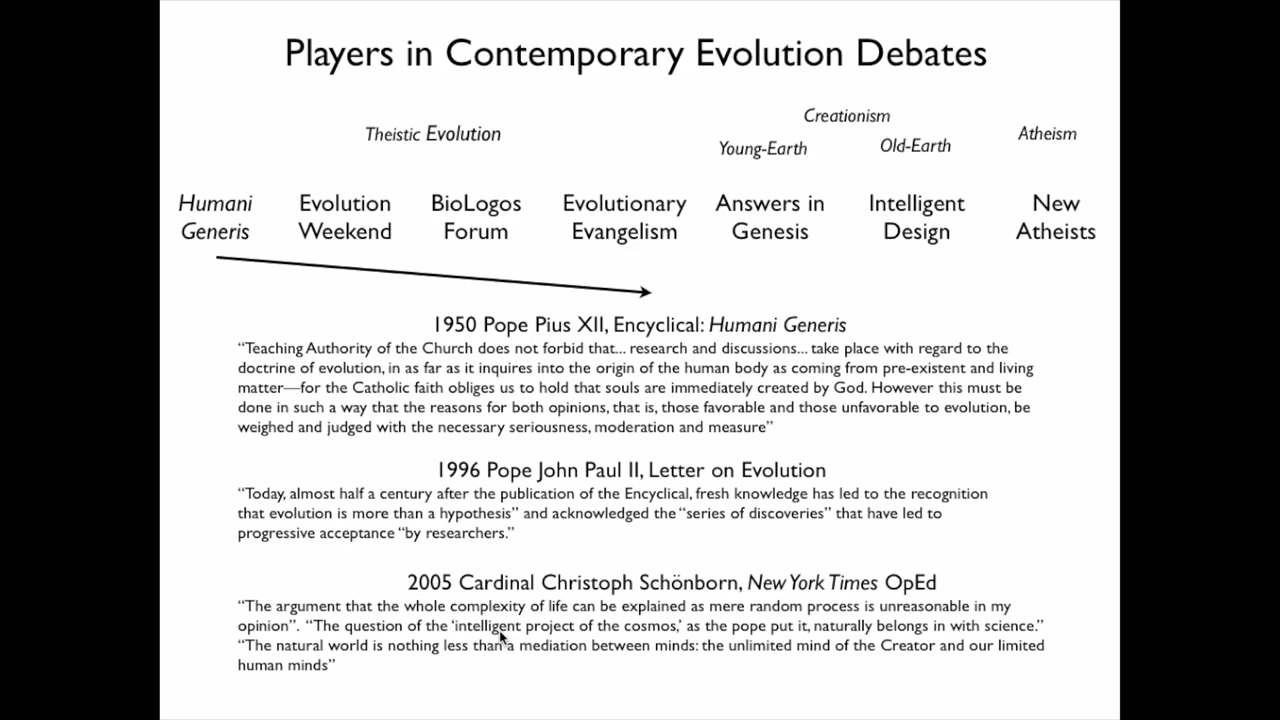 Players in Contemporary Evolution Debates
Creationism
Theistic Evolution
Young-Earth
Old-Earth
Atheism
Humani Generis
Evolution Weekend
BioLogos Forum
Evolutionary Evangelism
Answers in Genesis
Intelligent Design
New Atheists
1950 Pope Pius XII, Encyclical: Humani Generis
“Teaching Authority of the Church does not forbid that... research and discussions... take place with regard to the
doctrine of evolution, in as far as it inquires into the origin of the human body as coming from pre-existent and living
matter—for the Catholic faith obliges us to hold that souls are immediately created by God. However this must be
done in such a way that the reasons for both opinions, that is, those favorable and those unfavorable to evolution, be
weighed and judged with the necessary seriousness, moderation and measure”
1996 Pope John Paul II, Letter on Evolution
“Today, almost half a century after the publication of the Encyclical, fresh knowledge has led to the recognition
that evolution is more than a hypothesis” and acknowledged the “series of discoveries” that have led to
progressive acceptance “by researchers.”
2005 Cardinal Christoph Schönborn, New York Times OpEd
“The argument that the whole complexity of life can be explained as mere random process is unreasonable in my
opinion”. “The question of the ‘intelligent project of the cosmos,’ as the pope put it, naturally belongs in with science.”
“The natural world is nothing less than a mediation between minds: the unlimited mind of the Creator and our limited
human minds”